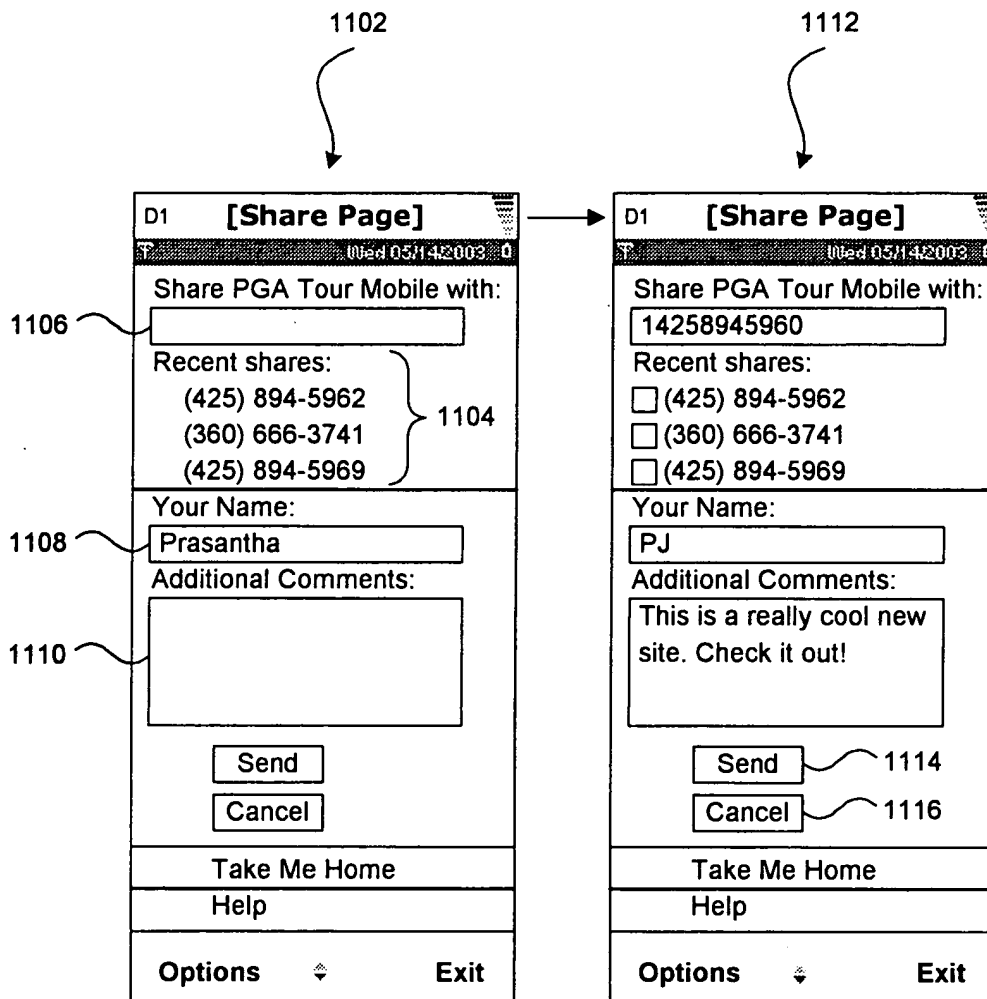 1102
1112
D1 [Share Page]
Wed 05/14/2003
Share PGA Tour Mobile with:
1106
Recent shares:
(425) 894-5962
(360) 666-3741
(425) 894-5969
1104
Your Name:
1108
Prasantha
Additional Comments:
1110
Send
Cancel
Take Me Home
Help
Options Exit
D1 [Share Page]
Wed 05/14/2003
Share PGA Tour Mobile with:
14258945960
Recent shares:
(425) 894-5962
(360) 666-3741
(425) 894-5969
Your Name:
PJ
Additional Comments:
This is a really cool new
site. Check it out!
Send
1114
Cancel
1116
Take Me Home
Help
Options Exit